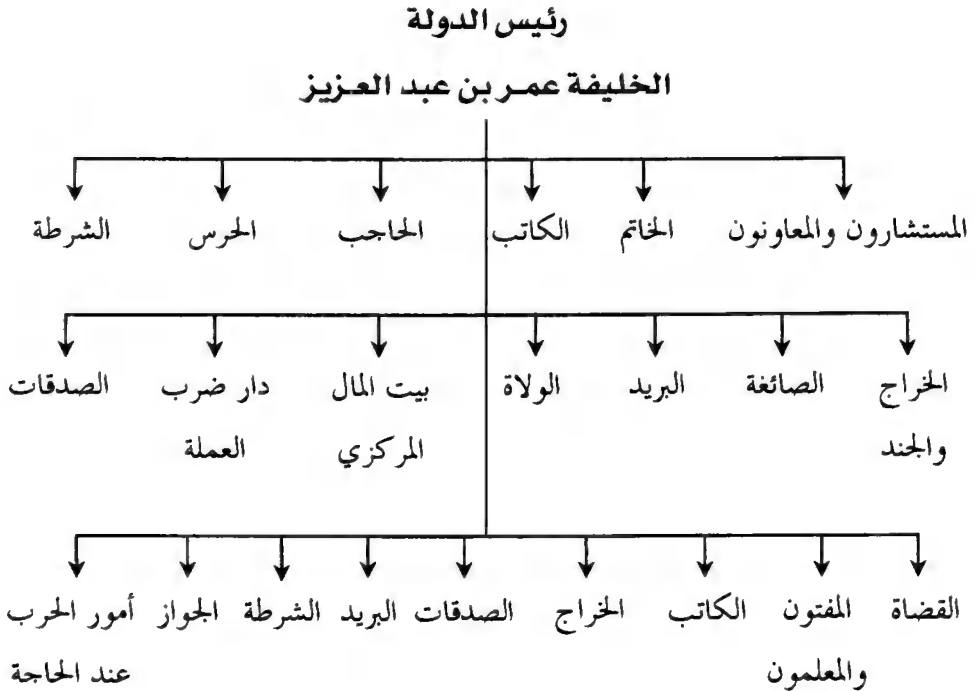 رئيس الدولة
الخليفة عمر بن عبد العزيز
المستشارون والمعاونون الخاتم الكاتب الحاجب الحرس الشرطة
الخراج الصائغة البريد الولاة بيت المال دار ضرب الصدقات
والجند المركزي العملة
القضاة المفتون الكاتب الخراج الصدقات البريد الشرطة الجواز أمور الحرب
والمعلمون عند الحاجة